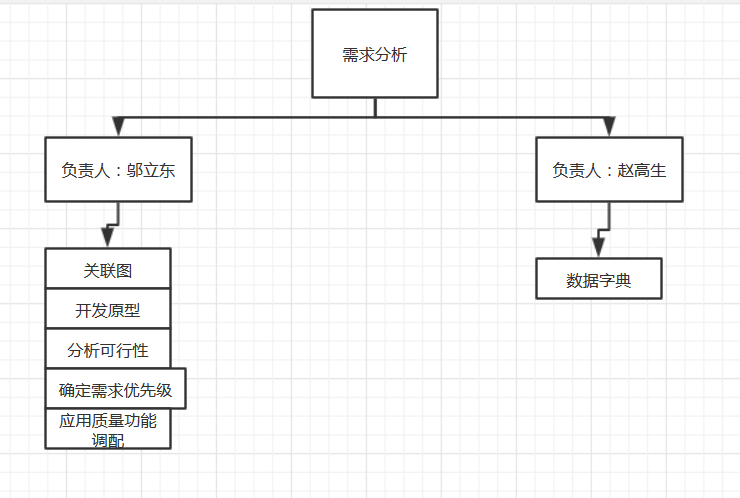 需求分析
负责人：邬立东
负责人：赵高生
关联图
开发原型
分析可行性
确定需求优先级
应用质量功能
调配
数据字典